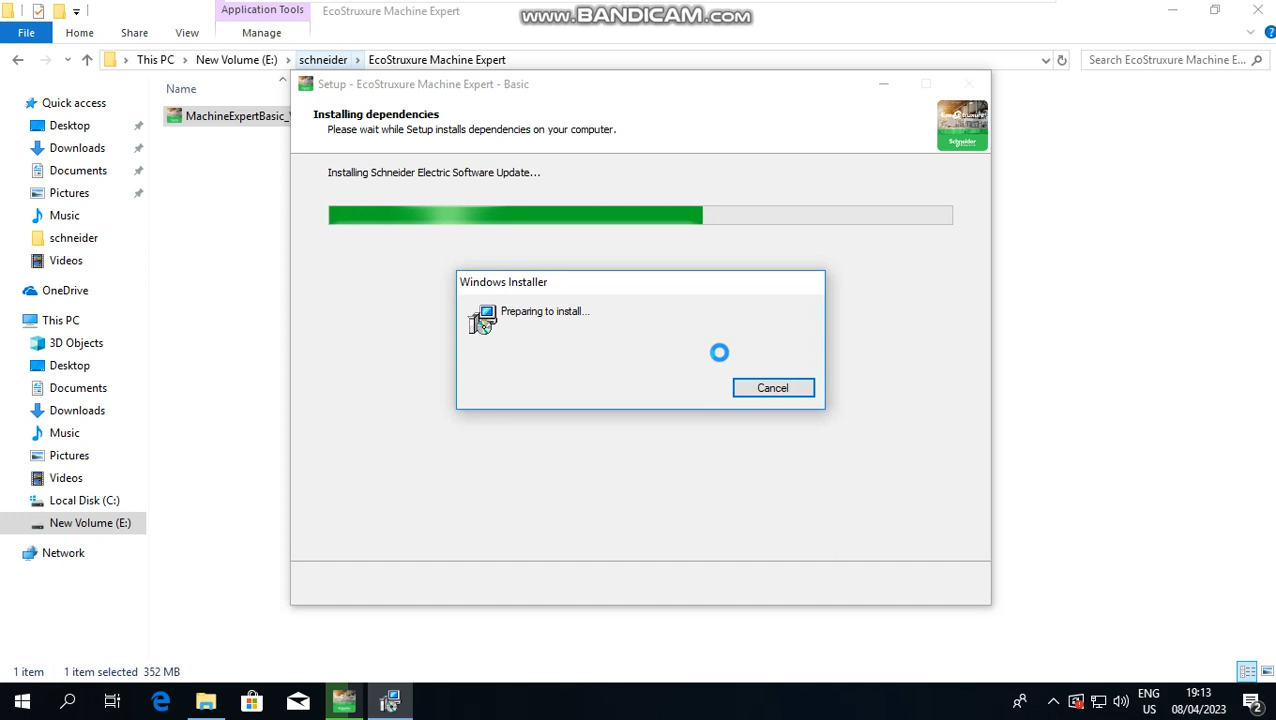 Application Tools
EcoStruxure Machine Expert
www.BANDICAM.com
File
Home
Share
View
Manage
This PC
New Volume (E:)
schneider
EcoStruxure Machine Expert
Search EcoStruxure Machine E...
Name
MachineExpertBasic_
Quick access
Desktop
Downloads
Documents
Pictures
Music
schneider
Videos
OneDrive
This PC
3D Objects
Desktop
Documents
Downloads
Music
Pictures
Videos
Local Disk (C:)
New Volume (E:)
Network
Setup - EcoStruxure Machine Expert - Basic
Installing dependencies
Please wait while Setup installs dependencies on your computer.
EcoStruxure
Schneider
Installing Schneider Electric Software Update...
Windows Installer
Preparing to install...
Cancel
1 item
1 item selected 352 MB
ENG
US
19:13
08/04/2023
2